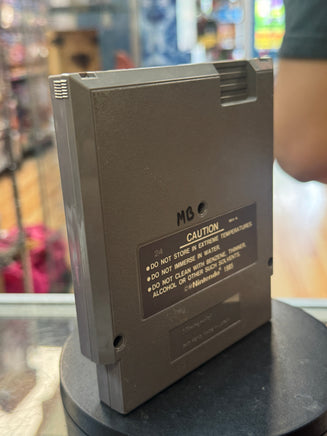 MB
CAUTION
24
•DO NOT STORE IN EXTREME TEMPERATURES.
•DO NOT IMMERSE IN WATER.
•DO NOT CLEAN WITH BENZENE, THINNER,
ALCOHOL OR OTHER SUCH SOLVENTS.
©Nintendo® 1985